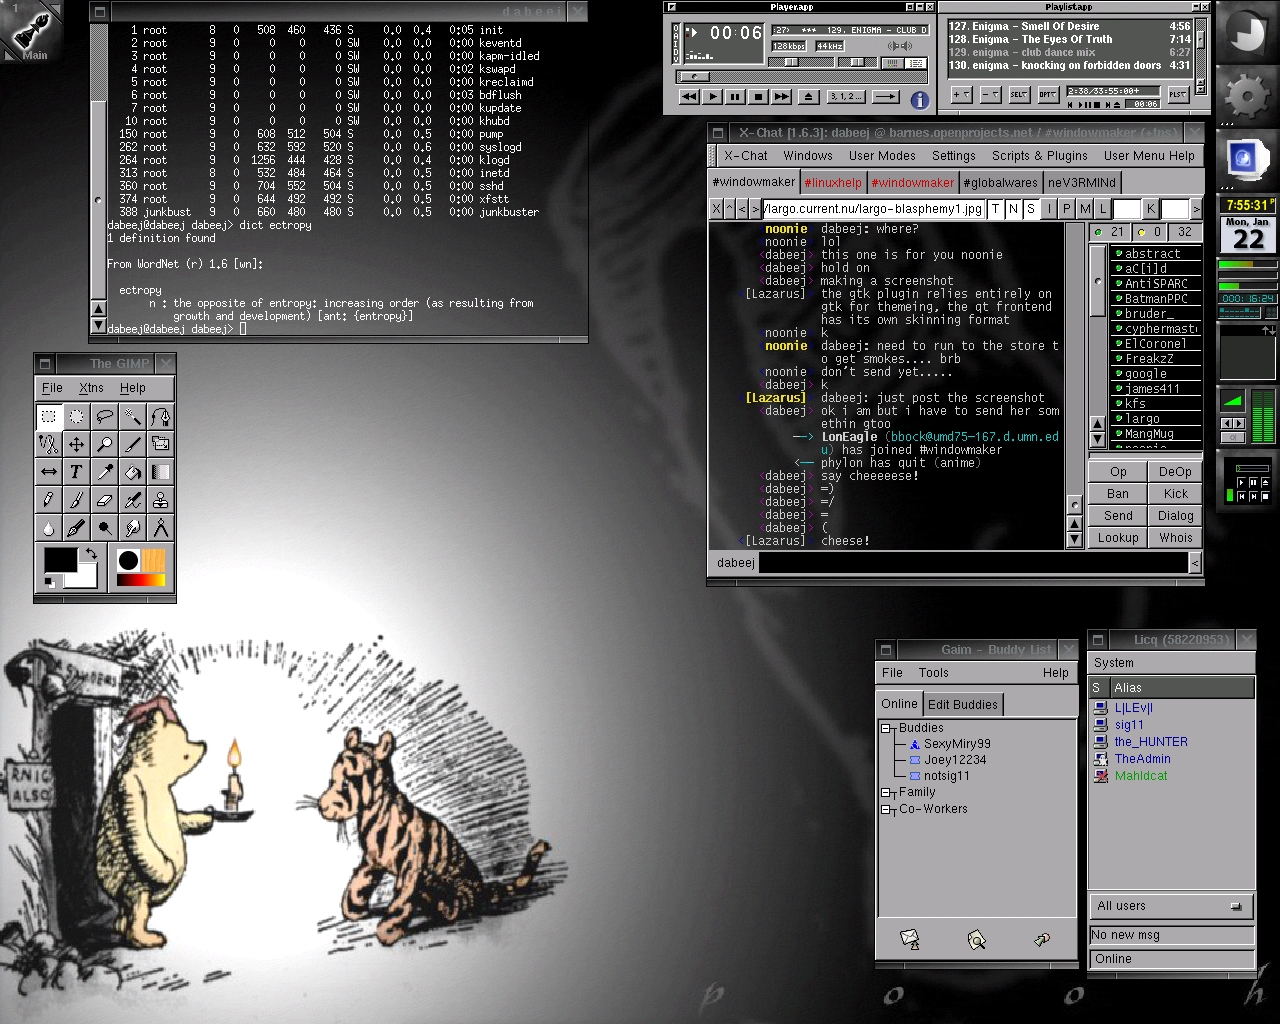 1
Main
dabeej
1 root 8 0 508 460 436 S 0.0 0.4 0:05 init
2 root 9 0 0 0 0 SW 0.0 0.0 0:00 keventd
3 root 9 0 0 0 0 SW 0.0 0.0 0:00 kapm-idled
4 root 9 0 0 0 0 SW 0.0 0.0 0:02 kswapd
5 root 9 0 0 0 0 SW 0.0 0.0 0:00 kreclaimd
6 root 9 0 0 0 0 SW 0.0 0.0 0:03 bdflush
7 root 9 0 0 0 0 SW 0.0 0.0 0:00 kupdate
10 root 9 0 0 0 0 SW 0.0 0.0 0:00 khubd
150 root 9 0 608 512 504 S 0.0 0.5 0:00 pump
262 root 9 0 632 592 520 S 0.0 0.6 0:00 syslogd
264 root 9 0 1256 444 428 S 0.0 0.4 0:00 klogd
313 root 8 0 532 484 464 S 0.0 0.5 0:00 inetd
360 root 9 0 704 552 504 S 0.0 0.5 0:00 sshd
374 root 9 0 644 492 492 S 0.0 0.5 0:00 xfstt
388 junkbust 9 0 660 480 480 S 0.0 0.5 0:00 junkbuster
dabeej@dabeej dabeej> dict ectropy
1 definition found
From WordNet (r) 1.6 [wn]:
ectropy
n : the opposite of entropy: increasing order (as resulting from
growth and development) [ant: {entropy}]
dabeej@dabeej dabeej>
Player.app
OAIDV
00:06
:27> *** 129. ENIGMA - CLUB D
128kbps 44kHz
3, 1, 2...
Playlist.app
127. Enigma - Smell Of Desire 4:56
128. Enigma - The Eyes Of Truth 7:14
129. enigma - club dance mix 6:27
130. enigma - knocking on forbidden doors 4:31
+ - SEL OPT 2:38/33:55:00+ PLS
00:06
X-Chat [1.6.3]: dabeej @ barnes.openprojects.net / #windowmaker (+tns)
X-Chat Windows User Modes Settings Scripts & Plugins User Menu Help
#windowmaker #linuxhelp #windowmaker #globalwares neV3RMINd
X ^ < > /largo.current.nu/largo-blasphemy1.jpg T N S I P M L K >
noonie dabeej: where?
noonie lol
<dabeej> this one is for you noonie
<dabeej> hold on
<dabeej> making a screenshot
<[Lazarus]> the gtk plugin relies entirely on
gtk for themeing, the qt frontend
has its own skinning format
noonie k
noonie dabeej: need to run to the store t
o get smokes.... brb
noonie don't send yet.....
<dabeej> k
[Lazarus] dabeej: just post the screenshot
<dabeej> ok i am but i have to send her som
ethin gtoo
--> LonEagle (bbock@umd75-167.d.umn.ed
u) has joined #windowmaker
<-- phylon has quit (anime)
<dabeej> say cheeeeese!
<dabeej> =)
<dabeej> =/
<dabeej> =
<dabeej> (
<[Lazarus]> cheese!
dabeej
<
21 0 32
abstract
aC[i]d
AntiSPARC
BatmanPPC
bruder_
cyphermast
ElCoronel
FreakzZ
google
james411
kfs
largo
MangMug
Op DeOp
Ban Kick
Send Dialog
Lookup Whois
7:55:31 P
Mon, Jan
22
000: 16:24
The GIMP
File Xtns Help
T
SANDERS
RNIG
ALSO
Gaim - Buddy List
File Tools Help
Online Edit Buddies
Buddies
SexyMiry99
Joey12234
notsig11
Family
Co-Workers
Licq (58220953)
System
S Alias
L|LEv|l
sig11
the_HUNTER
TheAdmin
Mahldcat
All users
No new msg
Online
p o o h